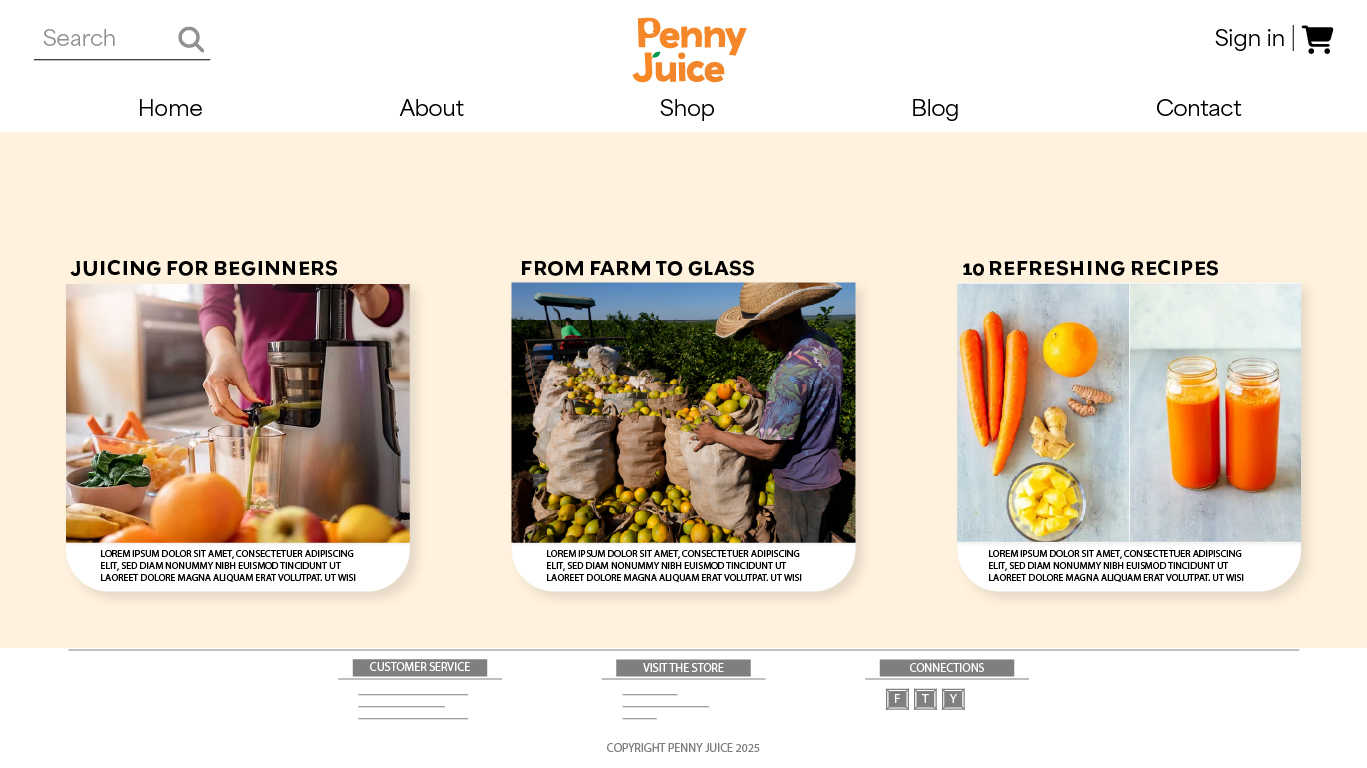 Search
Penny
Juice
Sign in
Home About Shop Blog Contact
JUICING FOR BEGINNERS
LOREM IPSUM DOLOR SIT AMET, CONSECTETUER ADIPISCING
ELIT, SED DIAM NONUMMY NIBH EUISMOD TINCIDUNT UT
LAOREET DOLORE MAGNA ALIQUAM ERAT VOLUTPAT. UT WISI
FROM FARM TO GLASS
LOREM IPSUM DOLOR SIT AMET, CONSECTETUER ADIPISCING
ELIT, SED DIAM NONUMMY NIBH EUISMOD TINCIDUNT UT
LAOREET DOLORE MAGNA ALIQUAM ERAT VOLUTPAT. UT WISI
10 REFRESHING RECIPES
LOREM IPSUM DOLOR SIT AMET, CONSECTETUER ADIPISCING
ELIT, SED DIAM NONUMMY NIBH EUISMOD TINCIDUNT UT
LAOREET DOLORE MAGNA ALIQUAM ERAT VOLUTPAT. UT WISI
CUSTOMER SERVICE
VISIT THE STORE
CONNECTIONS
F T Y
COPYRIGHT PENNY JUICE 2025